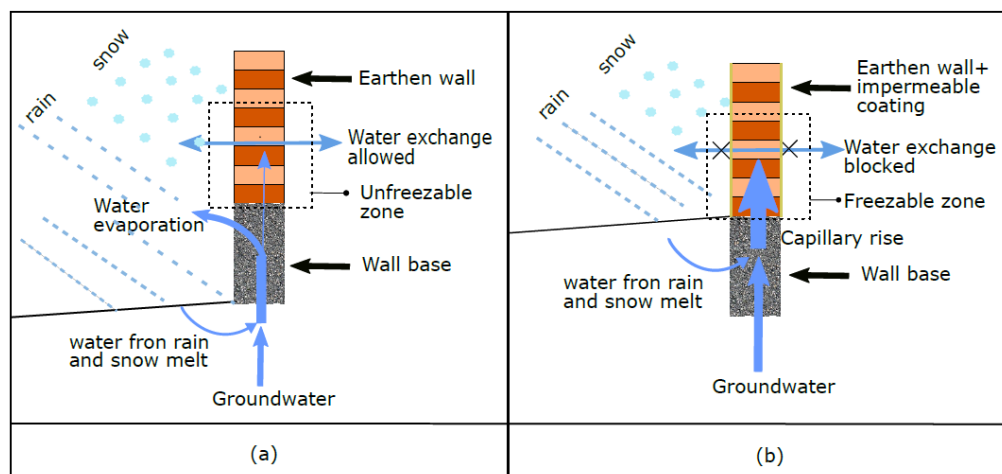 snow
rain
Earthen wall
Water exchange
allowed
Unfreezable
zone
Water
evaporation
Wall base
water fron rain
and snow melt
Groundwater
(a)
snow
rain
Earthen wall+
impermeable
coating
Water exchange
blocked
Freezable zone
Capillary rise
Wall base
water fron rain
and snow melt
Groundwater
(b)